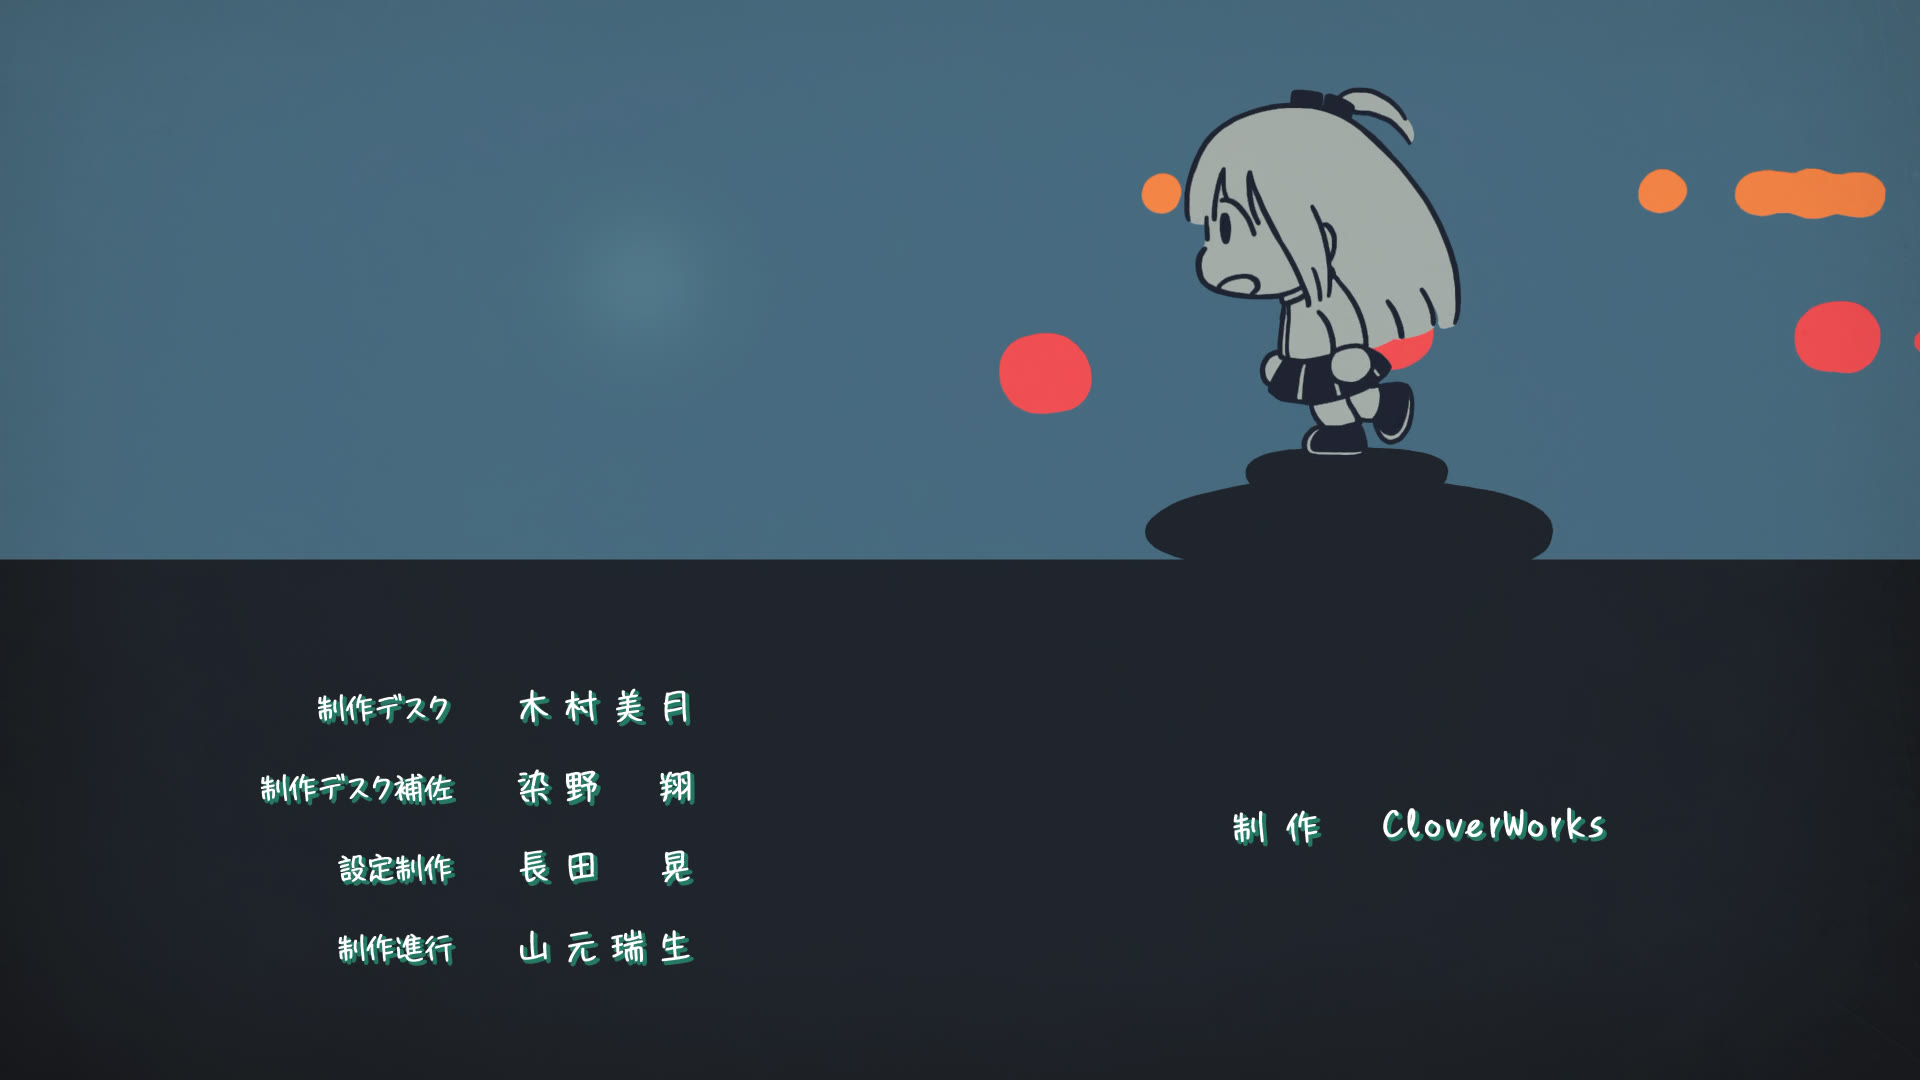 制作デスク 木村美月
制作デスク補佐 染野 翔
設定制作 長田 晃
制作進行 山元瑞生
制作 CloverWorks